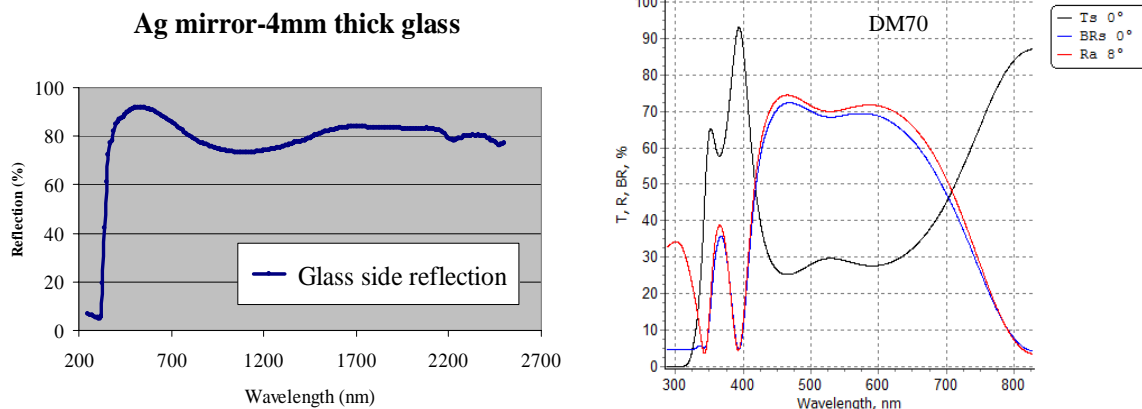 Ag mirror-4mm thick glass
Reflection (%)
100
80
60
40
20
0
Glass side reflection
200 700 1200 1700 2200 2700
Wavelength (nm)
DM70
T, R, BR, %
100
90
80
70
60
50
40
30
20
10
0
300 400 500 600 700 800
Wavelength, nm
Ts 0°
BRs 0°
Ra 8°